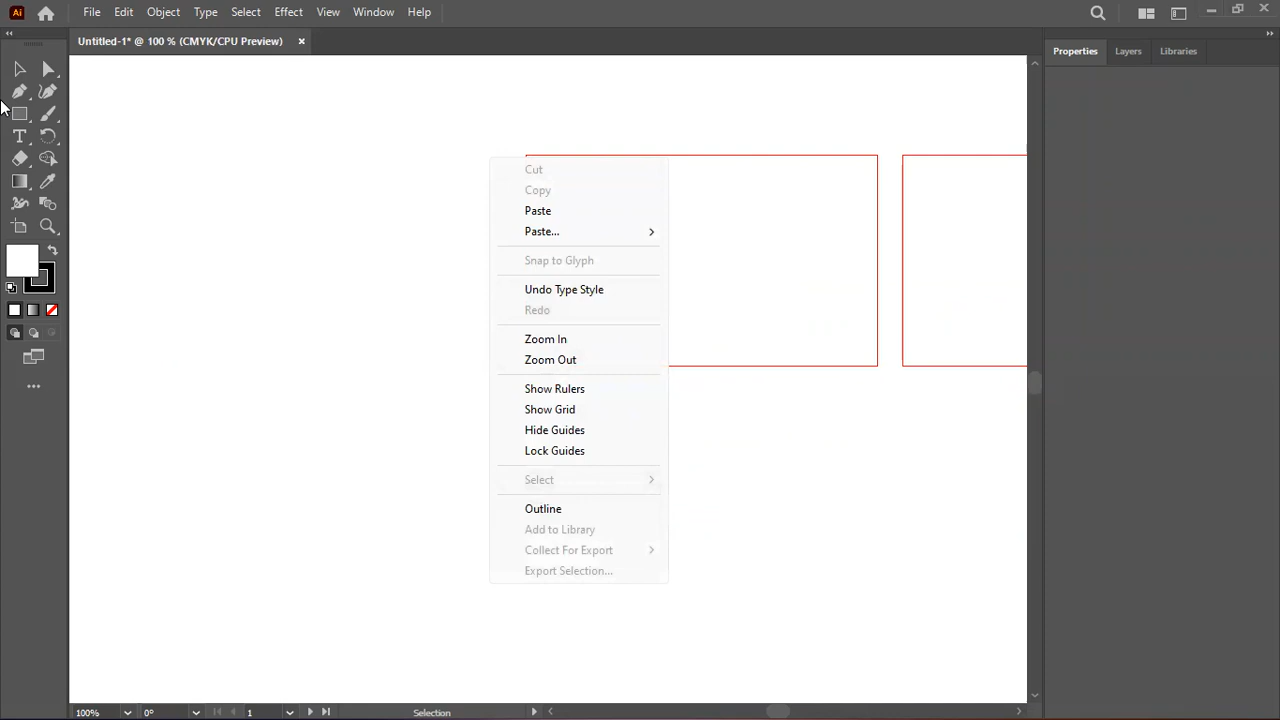 Ai
File Edit Object Type Select Effect View Window Help
Untitled-1* @ 100 % (CMYK/CPU Preview)
Properties Layers Libraries
Cut
Copy
Paste
Paste...
Snap to Glyph
Undo Type Style
Redo
Zoom In
Zoom Out
Show Rulers
Show Grid
Hide Guides
Lock Guides
Select
Outline
Add to Library
Collect For Export
Export Selection...
100% 0° 1 Selection